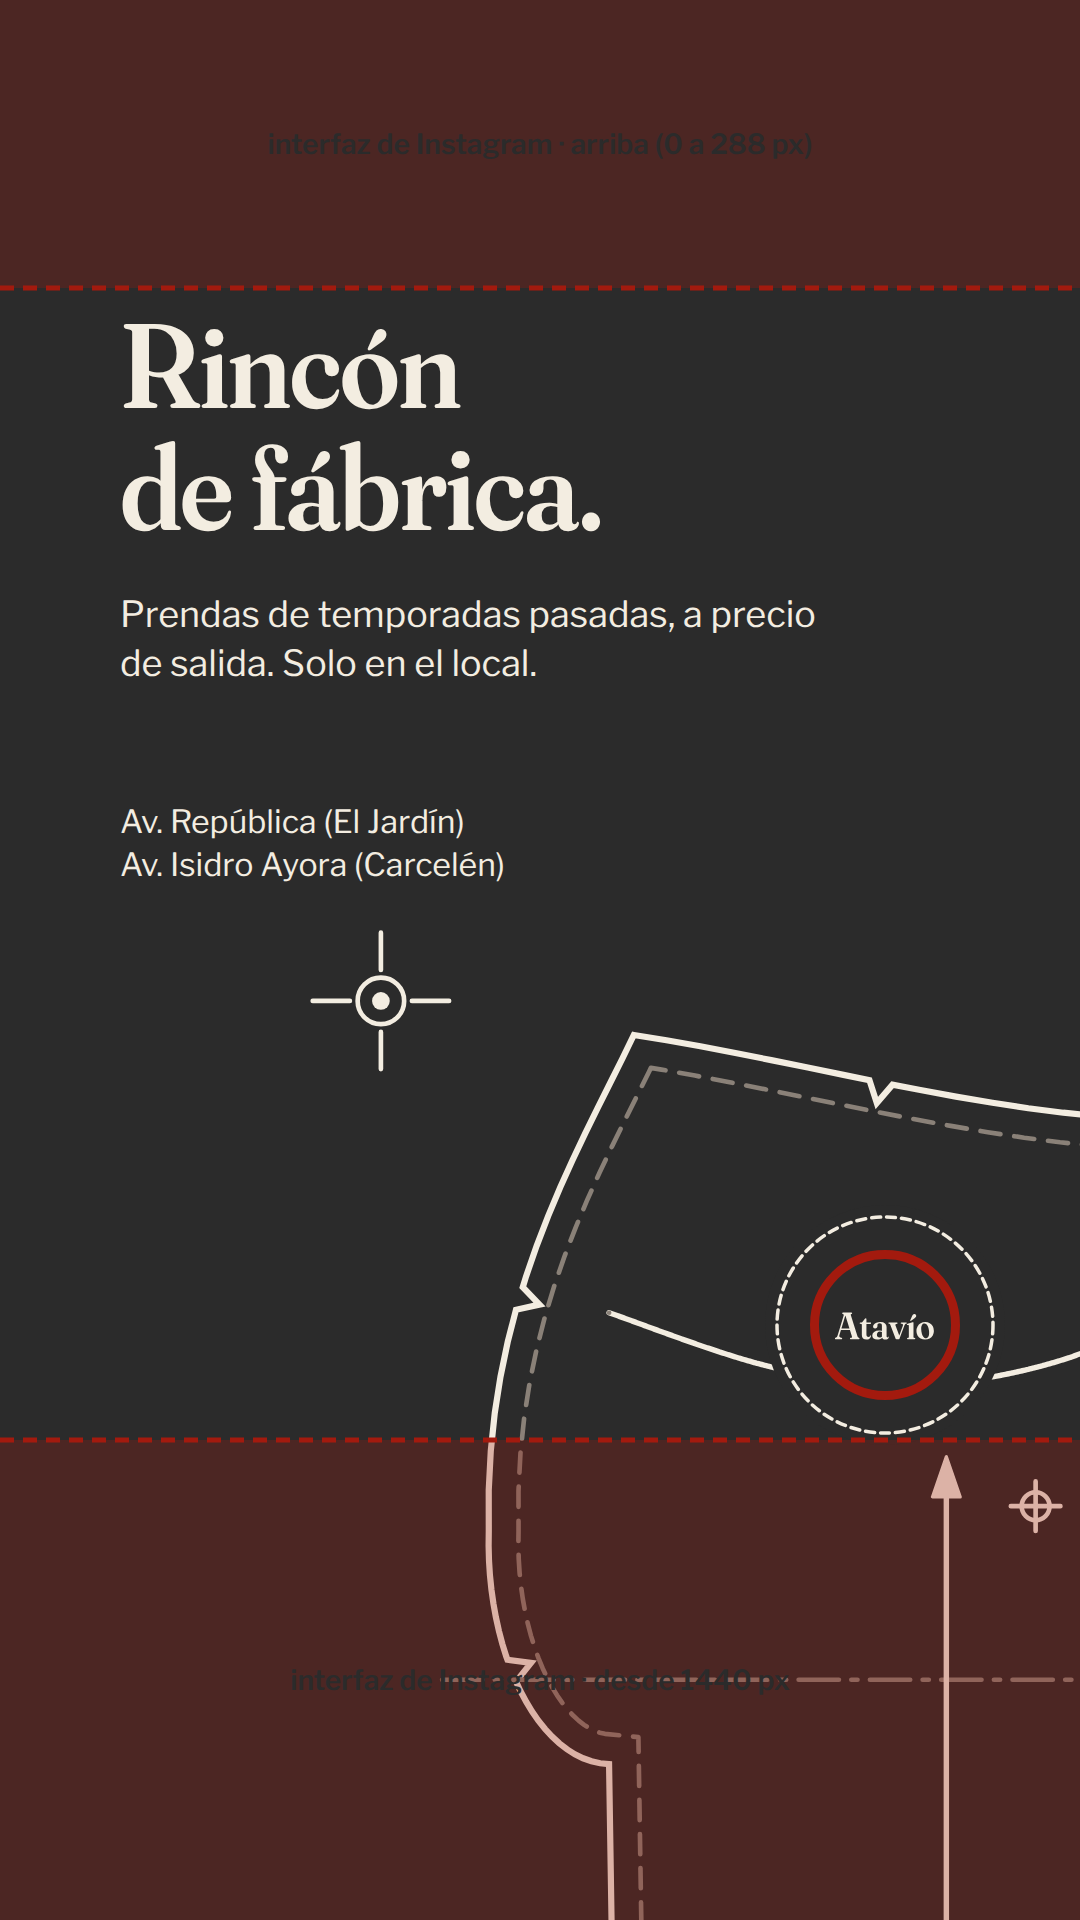 interfaz de Instagram · arriba (0 a 288 px)
Rincón
de fábrica.
Prendas de temporadas pasadas, a precio
de salida. Solo en el local.
Av. República (El Jardín)
Av. Isidro Ayora (Carcelén)
Atavío
interfaz de Instagram · desde 1440 px